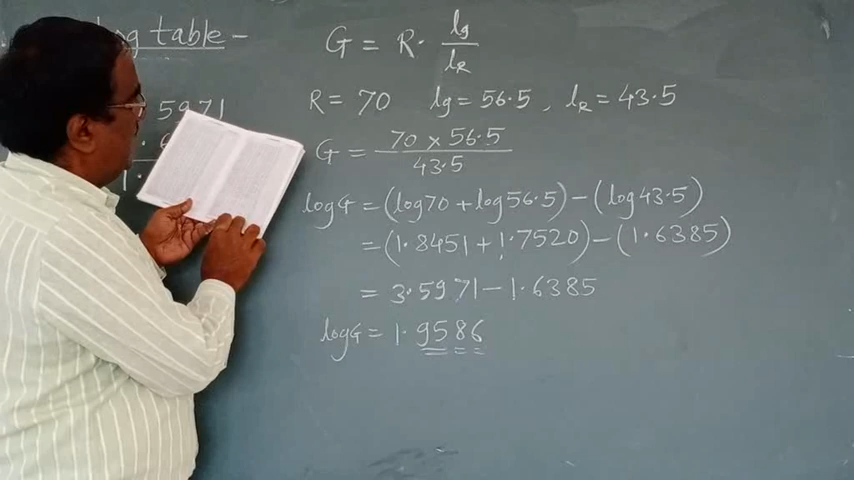 log table -
5971
1.
G = R. lg/lR
R = 70 lg = 56.5 , lR = 43.5
G = 70 x 56.5 / 43.5
logG = (log70 + log56.5) - (log43.5)
= (1.8451 + 1.7520) - (1.6385)
= 3.5971 - 1.6385
logG = 1.9586